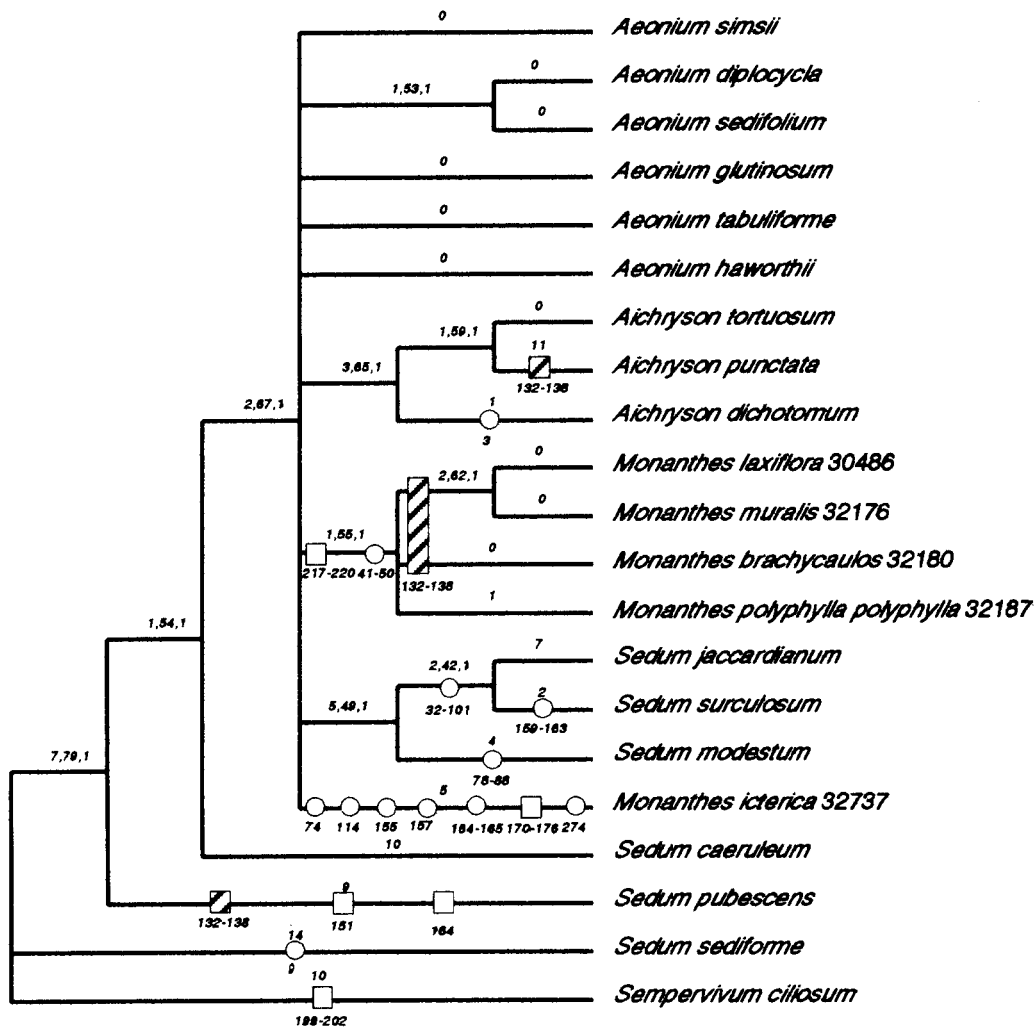 0
Aeonium simsii
0
Aeonium diplocycla
1,53,1
0
Aeonium sedifolium
0
Aeonium glutinosum
0
Aeonium tabuliforme
0
Aeonium haworthii
0
Aichryson tortuosum
1,59,1
11
Aichryson punctata
3,65,1
132-138
1
Aichryson dichotomum
2,67,1
3
0
Monanthes laxiflora 30486
2,62,1
0
Monanthes muralis 32176
1,55,1
0
Monanthes brachycaulos 32180
217-220 41-50 132-138
1
Monanthes polyphylla polyphylla 32187
1,54,1
7
Sedum jaccardianum
2,42,1
2
Sedum surculosum
32-101
5,49,1
159-163
4
Sedum modestum
7,79,1
76-88
5
Monanthes icterica 32737
74 114 155 157 164-165 170-176 274
10
Sedum caeruleum
9
Sedum pubescens
132-138 151 164
14
Sedum sediforme
9
10
Sempervivum ciliosum
199-202